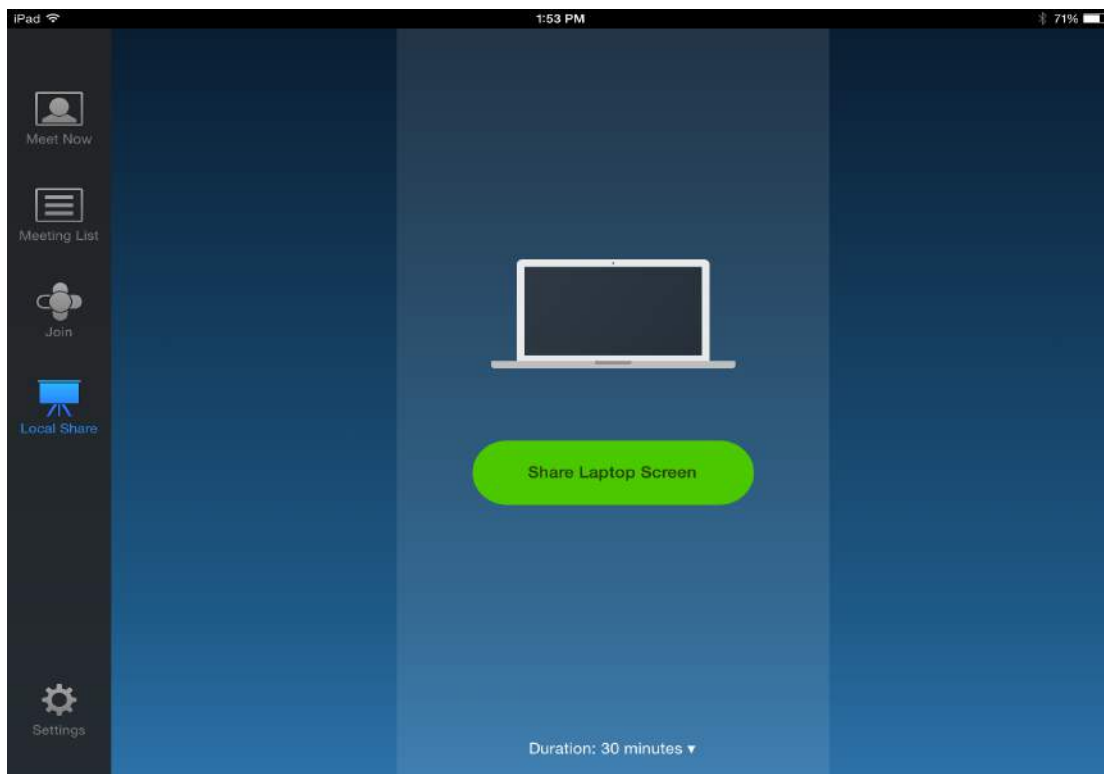 iPad 1:53 PM 71%
Meet Now
Meeting List
Join
Local Share
Share Laptop Screen
Settings
Duration: 30 minutes ▾